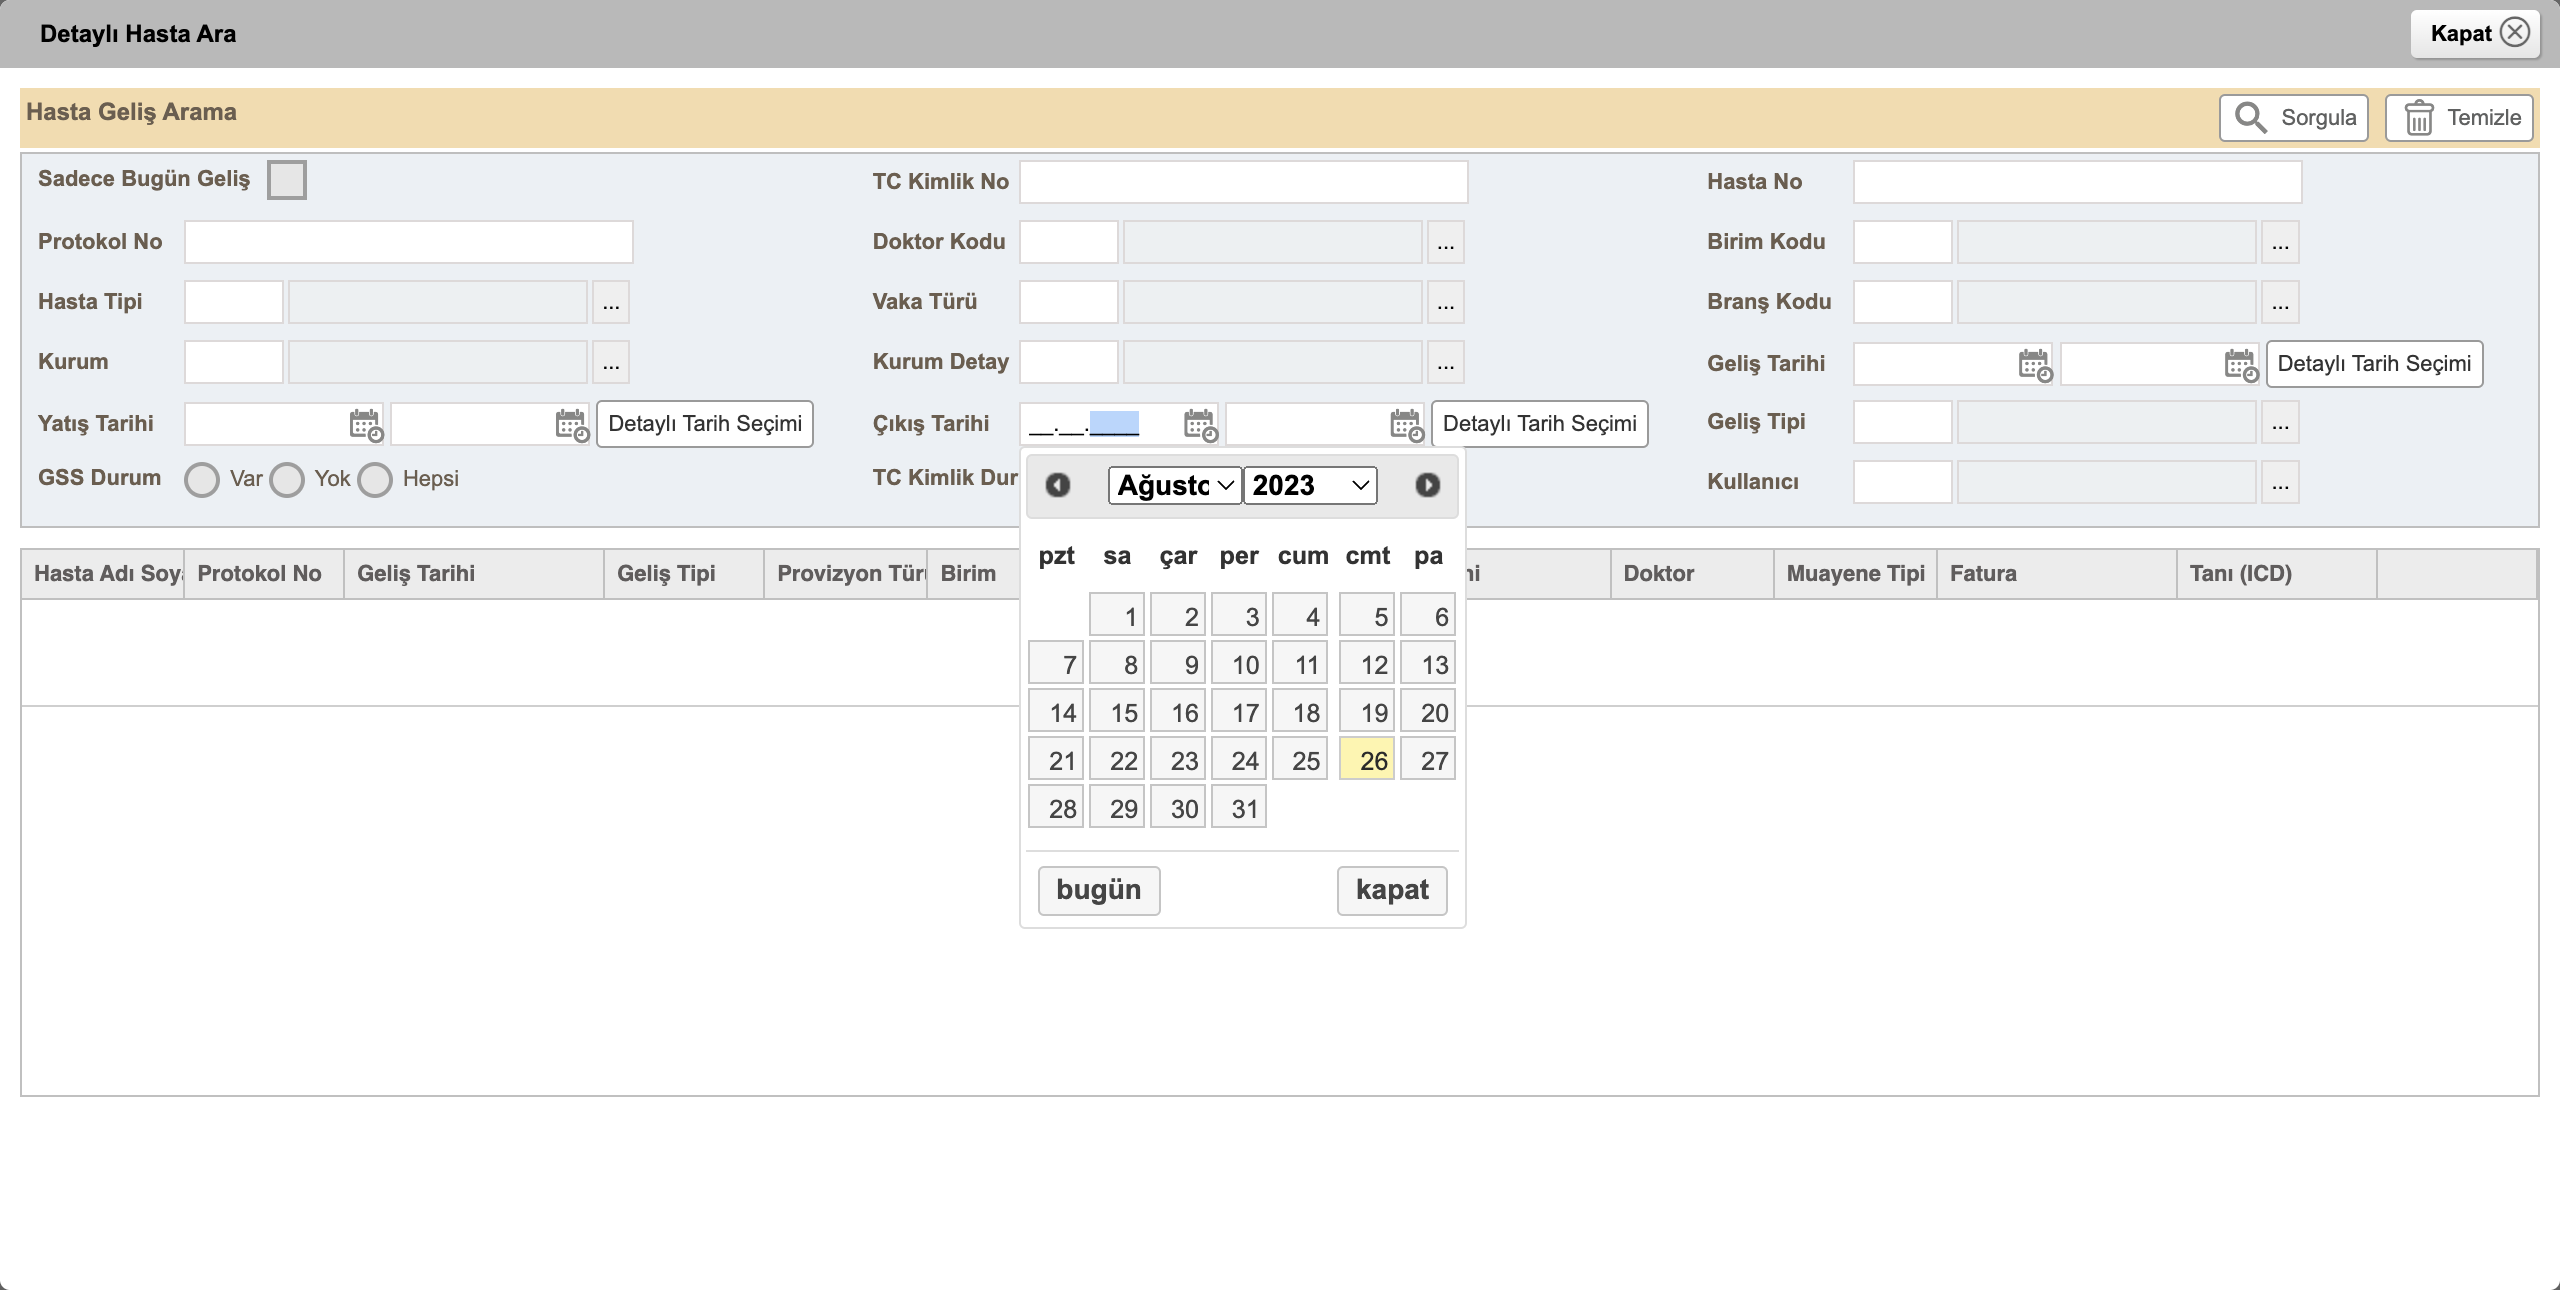 Detaylı Hasta Ara
Kapat
Hasta Geliş Arama
Sorgula
Temizle
Sadece Bugün Geliş
TC Kimlik No
Hasta No
Protokol No
Doktor Kodu
...
Birim Kodu
...
Hasta Tipi
...
Vaka Türü
...
Branş Kodu
...
Kurum
...
Kurum Detay
...
Geliş Tarihi
Detaylı Tarih Seçimi
Yatış Tarihi
Detaylı Tarih Seçimi
Çıkış Tarihi
__.__.____
Detaylı Tarih Seçimi
Geliş Tipi
...
GSS Durum
Var
Yok
Hepsi
TC Kimlik Dur
Kullanıcı
...
Ağusto
2023
pzt sa çar per cum cmt pa
1 2 3 4 5 6
7 8 9 10 11 12 13
14 15 16 17 18 19 20
21 22 23 24 25 26 27
28 29 30 31
bugün
kapat
Hasta Adı Soya
Protokol No
Geliş Tarihi
Geliş Tipi
Provizyon Türü
Birim
Doktor
Muayene Tipi
Fatura
Tanı (ICD)